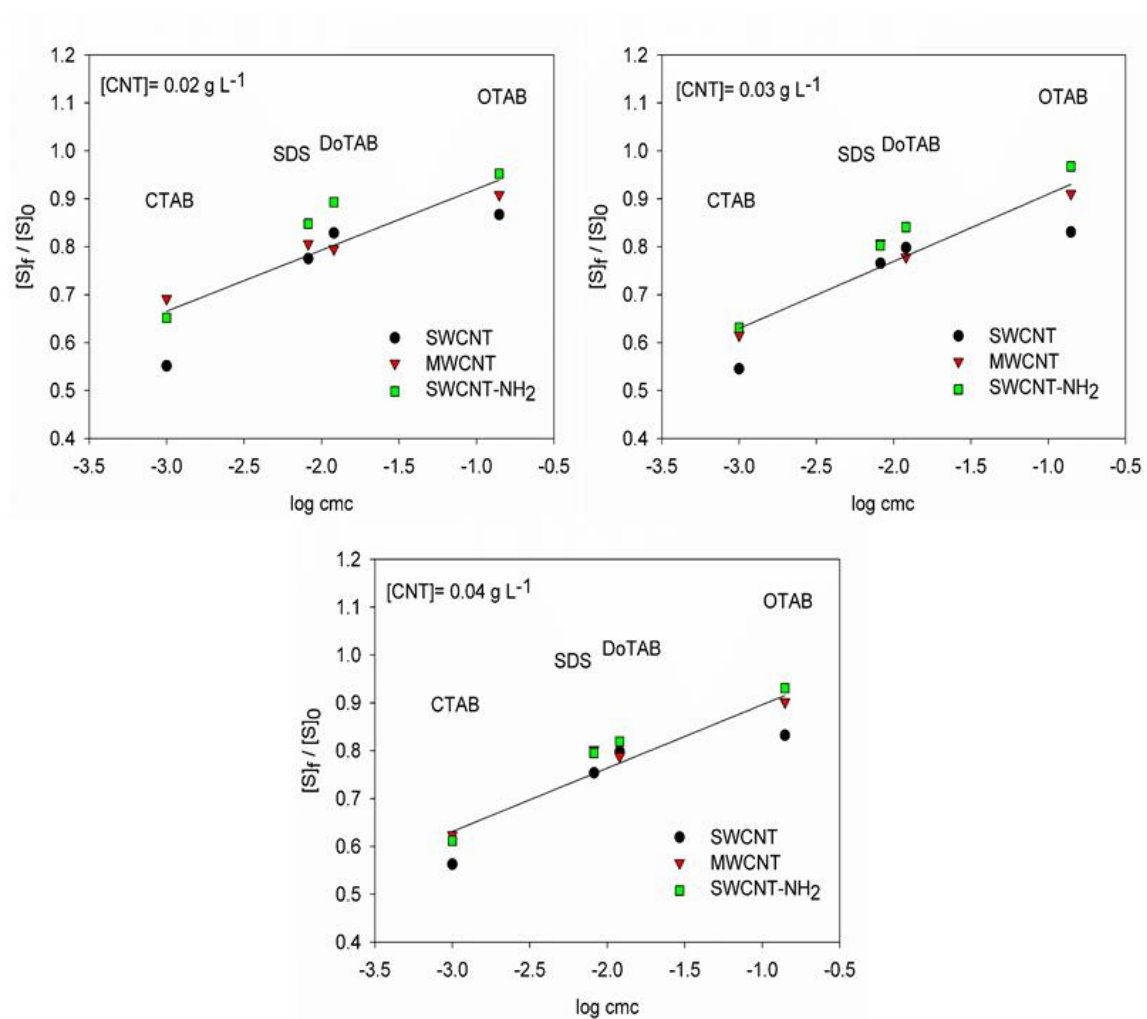 [CNT]= 0.02 g L-1
CTAB
SDS
DoTAB
OTAB
SWCNT
MWCNT
SWCNT-NH2
[S]f / [S]0
1.2
1.1
1.0
0.9
0.8
0.7
0.6
0.5
0.4
-3.5
-3.0
-2.5
-2.0
-1.5
-1.0
-0.5
log cmc
[CNT]= 0.03 g L-1
CTAB
SDS
DoTAB
OTAB
SWCNT
MWCNT
SWCNT-NH2
[S]f / [S]0
1.2
1.1
1.0
0.9
0.8
0.7
0.6
0.5
0.4
-3.5
-3.0
-2.5
-2.0
-1.5
-1.0
-0.5
log cmc
[CNT]= 0.04 g L-1
CTAB
SDS
DoTAB
OTAB
SWCNT
MWCNT
SWCNT-NH2
[S]f / [S]0
1.2
1.1
1.0
0.9
0.8
0.7
0.6
0.5
0.4
-3.5
-3.0
-2.5
-2.0
-1.5
-1.0
-0.5
log cmc